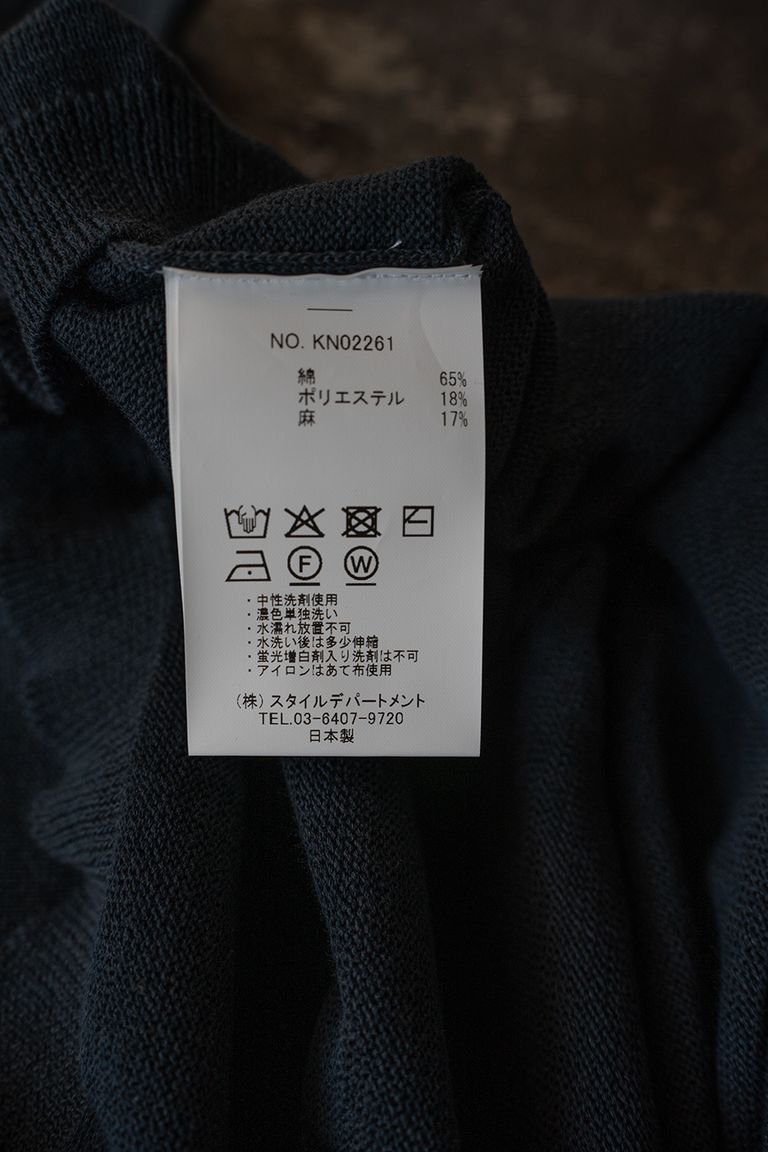 NO. KN02261
綿 65%
ポリエステル 18%
麻 17%
F W
・中性洗剤使用
・濃色単独洗い
・水濡れ放置不可
・水洗い後は多少伸縮
・蛍光増白剤入り洗剤は不可
・アイロンはあて布使用
(株) スタイルデパートメント
TEL.03-6407-9720
日本製